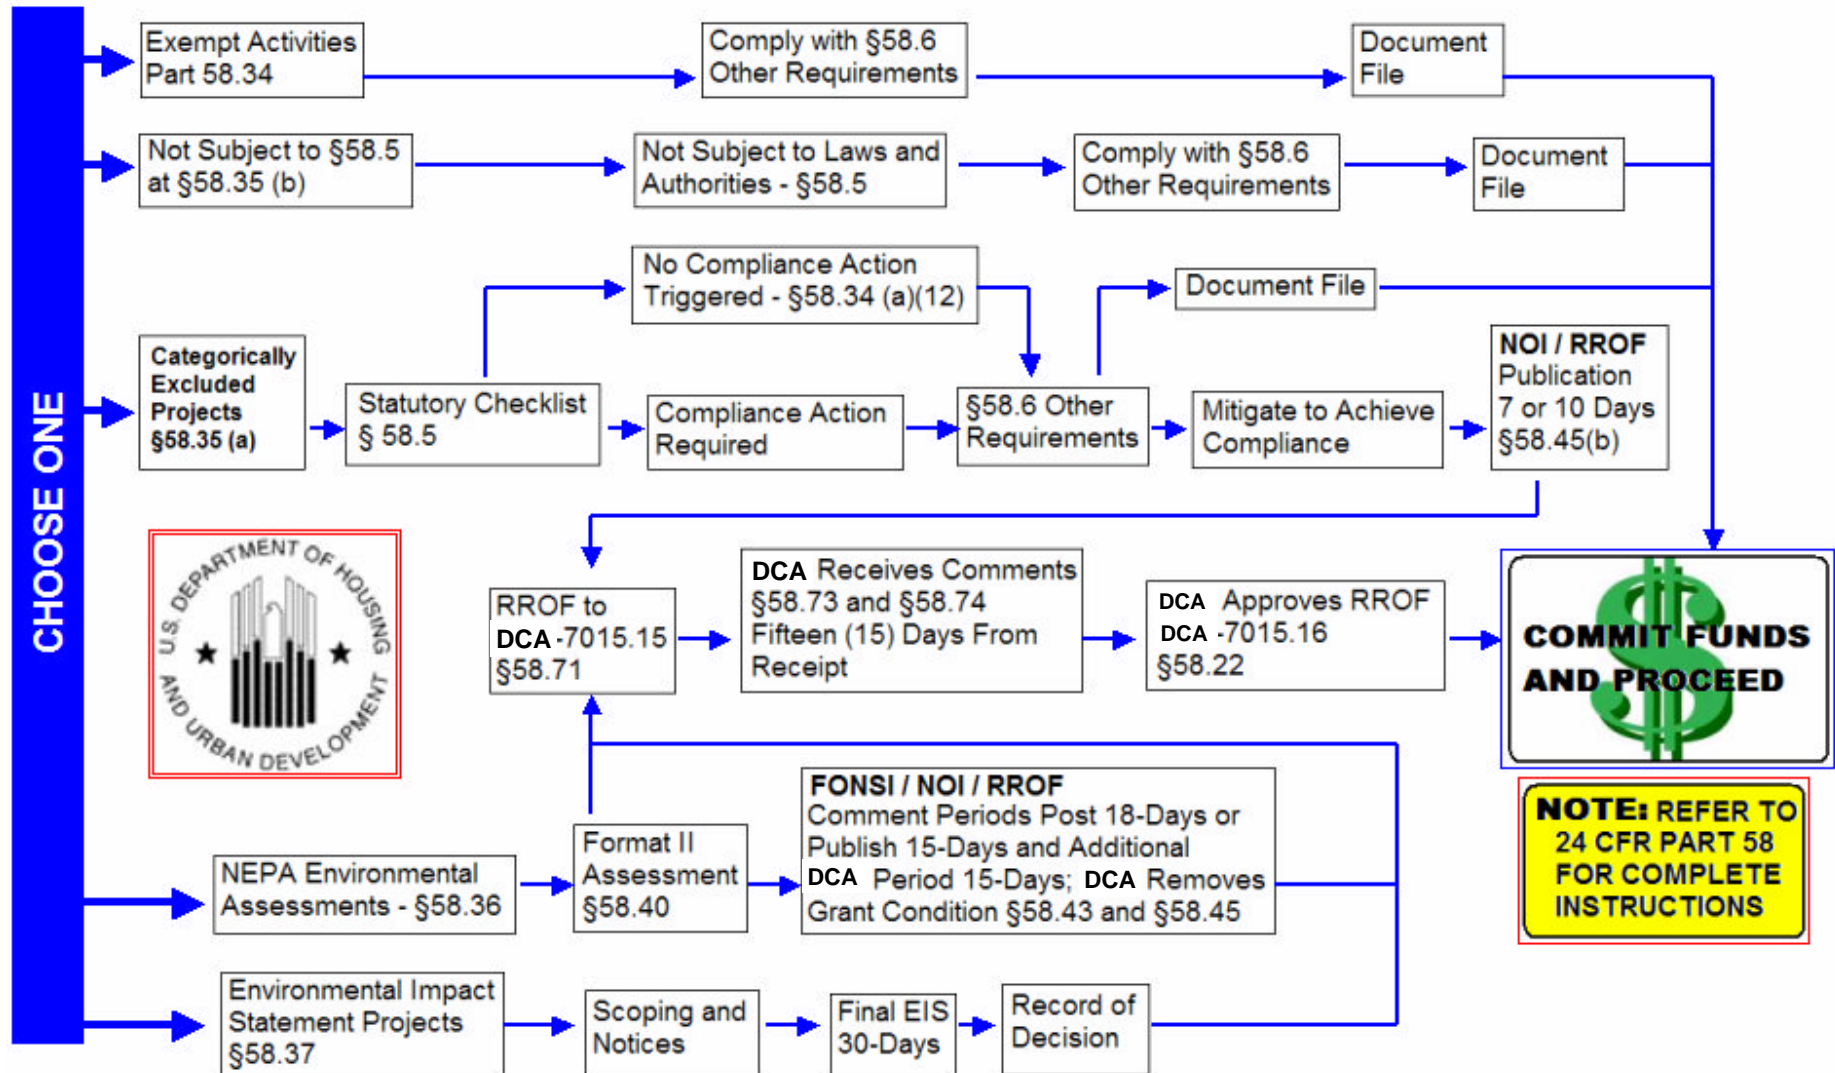 CHOOSE ONE
Exempt Activities
Part 58.34
Comply with §58.6
Other Requirements
Document
File
Not Subject to §58.5
at §58.35 (b)
Not Subject to Laws and
Authorities - §58.5
Comply with §58.6
Other Requirements
Document
File
No Compliance Action
Triggered - §58.34 (a)(12)
Document File
Categorically
Excluded
Projects
§58.35 (a)
Statutory Checklist
§ 58.5
Compliance Action
Required
§58.6 Other
Requirements
Mitigate to Achieve
Compliance
NOI / RROF
Publication
7 or 10 Days
§58.45(b)
U.S. DEPARTMENT OF HOUSING
AND URBAN DEVELOPMENT
RROF to
DCA -7015.15
§58.71
DCA Receives Comments
§58.73 and §58.74
Fifteen (15) Days From
Receipt
DCA Approves RROF
DCA -7015.16
§58.22
COMMIT FUNDS
AND PROCEED
NOTE: REFER TO
24 CFR PART 58
FOR COMPLETE
INSTRUCTIONS
NEPA Environmental
Assessments - §58.36
Format II
Assessment
§58.40
FONSI / NOI / RROF
Comment Periods Post 18-Days or
Publish 15-Days and Additional
DCA Period 15-Days; DCA Removes
Grant Condition §58.43 and §58.45
Environmental Impact
Statement Projects
§58.37
Scoping and
Notices
Final EIS
30-Days
Record of
Decision